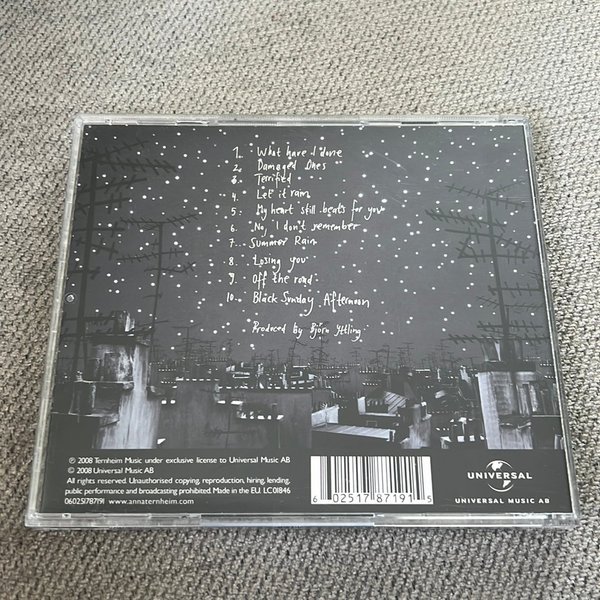 1. What have I done
2. Damaged Ones
3. Terrified
4. Let it rain
5. My heart still beats for you
6. No, I don't remember
7. Summer Rain
8. Losing you
9. Off the road
10. Black Sunday Afternoon
Produced by Björn Yttling
℗ 2008 Ternheim Music under exclusive license to Universal Music AB
© 2008 Universal Music AB
All rights reserved. Unauthorised copying, reproduction, hiring, lending,
public performance and broadcasting prohibited. Made in the EU. LC 01846
060251787191 www.annaternheim.com
6 02517 87191 5
UNIVERSAL
UNIVERSAL MUSIC AB